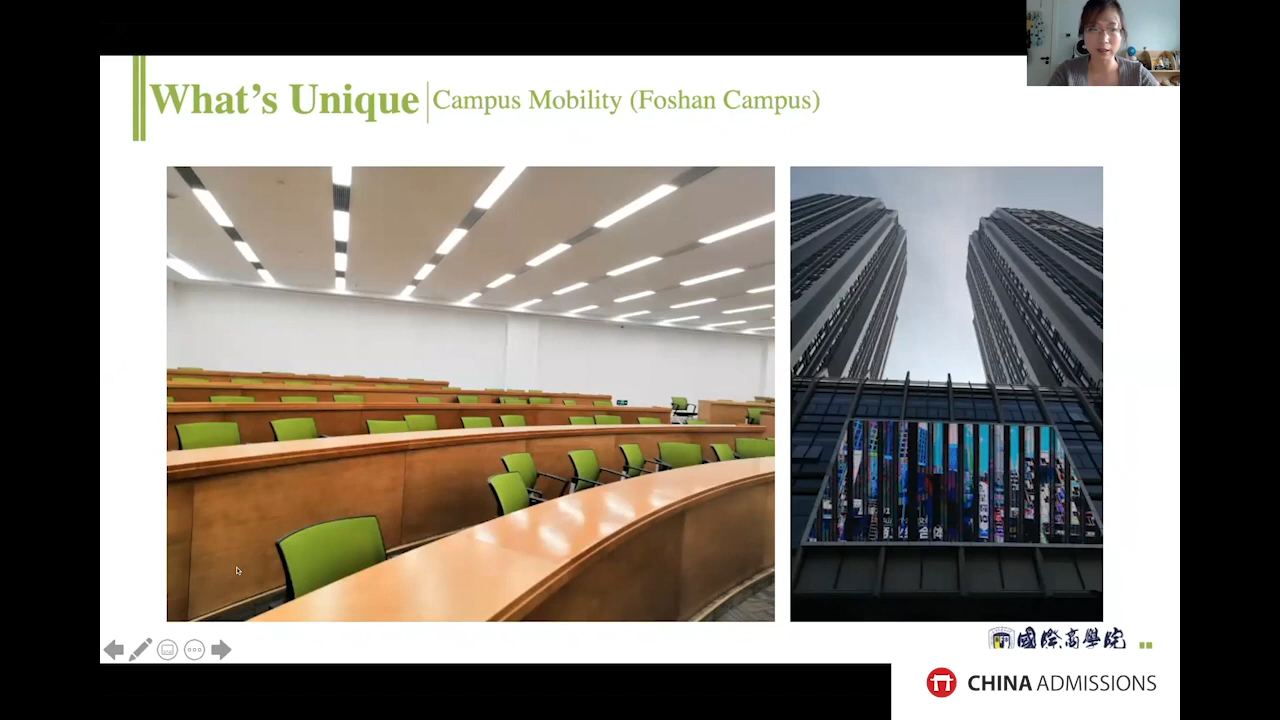 What's Unique
Campus Mobility (Foshan Campus)
國際商學院
CHINA ADMISSIONS